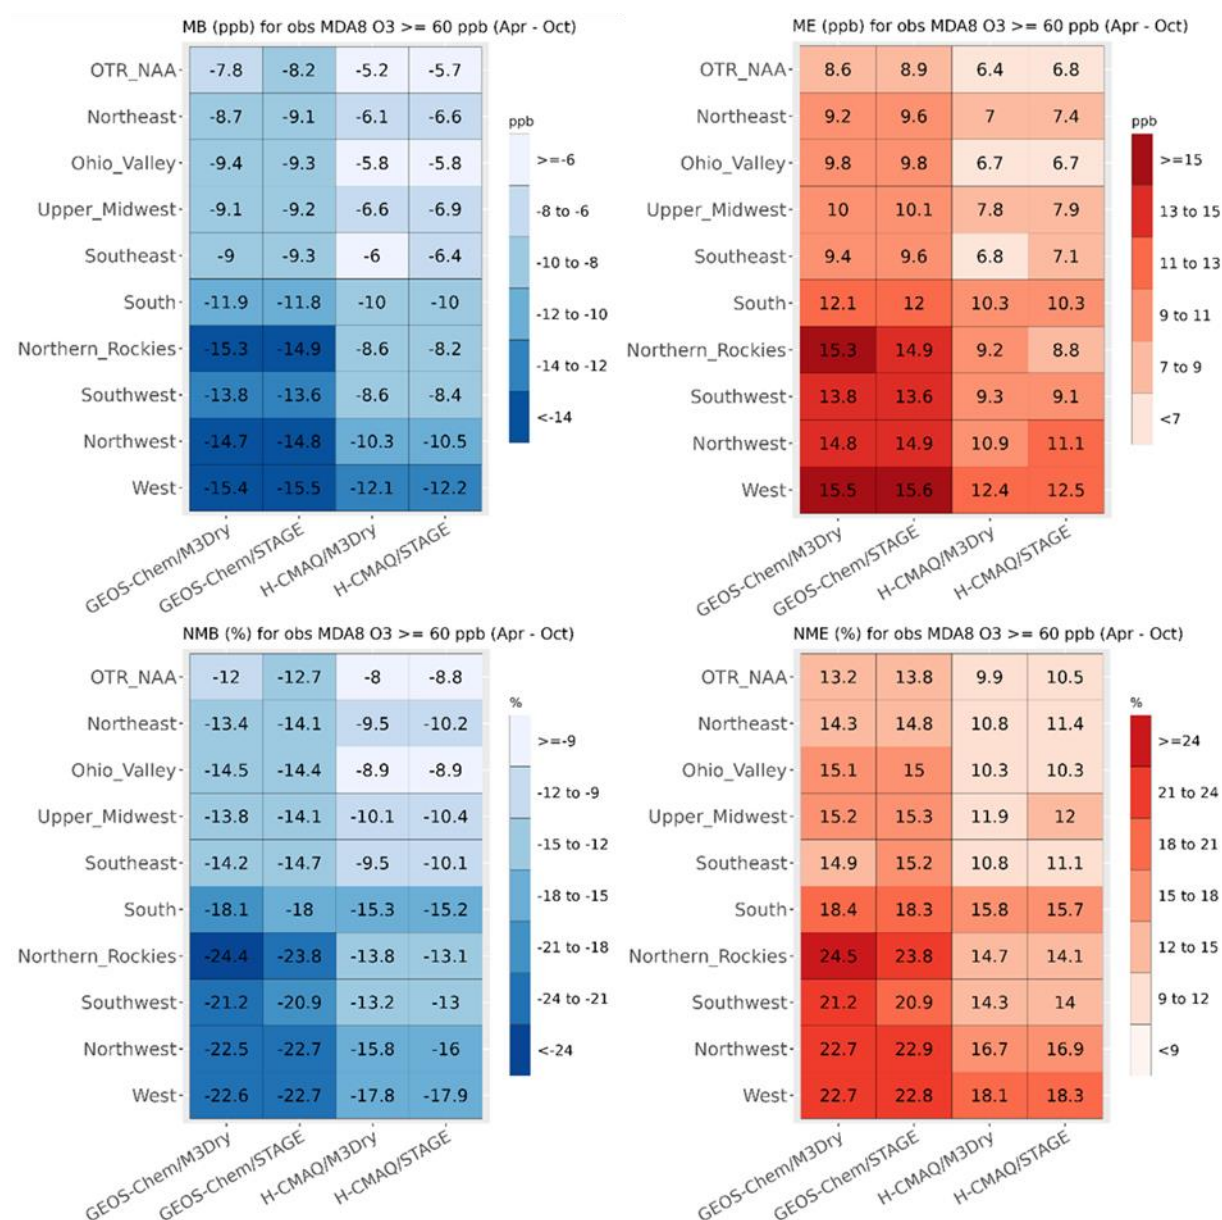 MB (ppb) for obs MDA8 O3 >= 60 ppb (Apr - Oct)
OTR_NAA -7.8 -8.2 -5.2 -5.7
Northeast -8.7 -9.1 -6.1 -6.6
Ohio_Valley -9.4 -9.3 -5.8 -5.8
Upper_Midwest -9.1 -9.2 -6.6 -6.9
Southeast -9 -9.3 -6 -6.4
South -11.9 -11.8 -10 -10
Northern_Rockies -15.3 -14.9 -8.6 -8.2
Southwest -13.8 -13.6 -8.6 -8.4
Northwest -14.7 -14.8 -10.3 -10.5
West -15.4 -15.5 -12.1 -12.2
GEOS-Chem/M3Dry
GEOS-Chem/STAGE
H-CMAQ/M3Dry
H-CMAQ/STAGE
ppb
>=-6
-8 to -6
-10 to -8
-12 to -10
-14 to -12
<-14
ME (ppb) for obs MDA8 O3 >= 60 ppb (Apr - Oct)
OTR_NAA 8.6 8.9 6.4 6.8
Northeast 9.2 9.6 7 7.4
Ohio_Valley 9.8 9.8 6.7 6.7
Upper_Midwest 10 10.1 7.8 7.9
Southeast 9.4 9.6 6.8 7.1
South 12.1 12 10.3 10.3
Northern_Rockies 15.3 14.9 9.2 8.8
Southwest 13.8 13.6 9.3 9.1
Northwest 14.8 14.9 10.9 11.1
West 15.5 15.6 12.4 12.5
GEOS-Chem/M3Dry
GEOS-Chem/STAGE
H-CMAQ/M3Dry
H-CMAQ/STAGE
ppb
>=15
13 to 15
11 to 13
9 to 11
7 to 9
<7
NMB (%) for obs MDA8 O3 >= 60 ppb (Apr - Oct)
OTR_NAA -12 -12.7 -8 -8.8
Northeast -13.4 -14.1 -9.5 -10.2
Ohio_Valley -14.5 -14.4 -8.9 -8.9
Upper_Midwest -13.8 -14.1 -10.1 -10.4
Southeast -14.2 -14.7 -9.5 -10.1
South -18.1 -18 -15.3 -15.2
Northern_Rockies -24.4 -23.8 -13.8 -13.1
Southwest -21.2 -20.9 -13.2 -13
Northwest -22.5 -22.7 -15.8 -16
West -22.6 -22.7 -17.8 -17.9
GEOS-Chem/M3Dry
GEOS-Chem/STAGE
H-CMAQ/M3Dry
H-CMAQ/STAGE
%
>=-9
-12 to -9
-15 to -12
-18 to -15
-21 to -18
-24 to -21
<-24
NME (%) for obs MDA8 O3 >= 60 ppb (Apr - Oct)
OTR_NAA 13.2 13.8 9.9 10.5
Northeast 14.3 14.8 10.8 11.4
Ohio_Valley 15.1 15 10.3 10.3
Upper_Midwest 15.2 15.3 11.9 12
Southeast 14.9 15.2 10.8 11.1
South 18.4 18.3 15.8 15.7
Northern_Rockies 24.5 23.8 14.7 14.1
Southwest 21.2 20.9 14.3 14
Northwest 22.7 22.9 16.7 16.9
West 22.7 22.8 18.1 18.3
GEOS-Chem/M3Dry
GEOS-Chem/STAGE
H-CMAQ/M3Dry
H-CMAQ/STAGE
%
>=24
21 to 24
18 to 21
15 to 18
12 to 15
9 to 12
<9